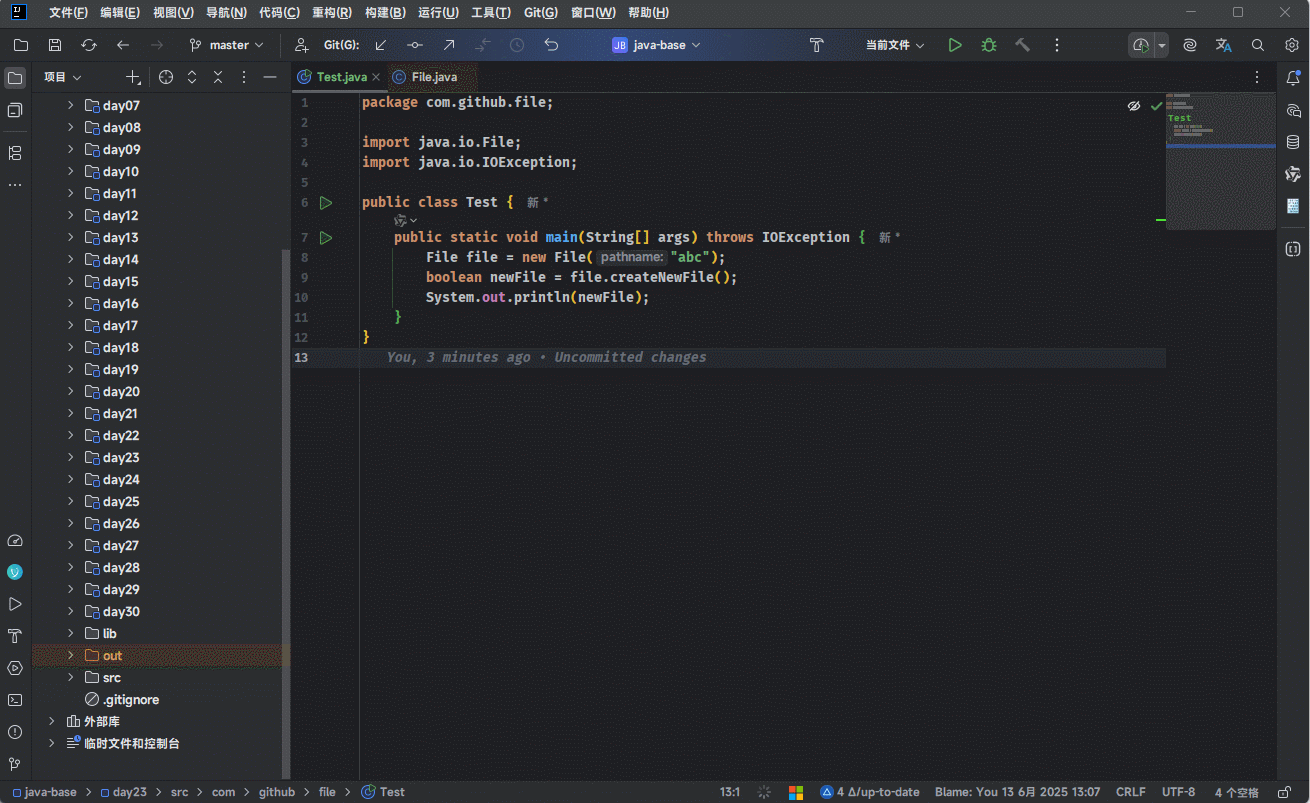 文件(F) 编辑(E) 视图(V) 导航(N) 代码(C) 重构(R) 构建(B) 运行(U) 工具(T) Git(G) 窗口(W) 帮助(H)
master Git(G): JB java-base 当前文件
项目
Test.java File.java
day07
day08
day09
day10
day11
day12
day13
day14
day15
day16
day17
day18
day19
day20
day21
day22
day23
day24
day25
day26
day27
day28
day29
day30
lib
out
src
.gitignore
外部库
临时文件和控制台
1 package com.github.file;
2
3 import java.io.File;
4 import java.io.IOException;
5
6 public class Test { 新 *
7 public static void main(String[] args) throws IOException { 新 *
8 File file = new File( pathname: "abc");
9 boolean newFile = file.createNewFile();
10 System.out.println(newFile);
11 }
12 }
13 You, 3 minutes ago • Uncommitted changes
Test
java-base > day23 > src > com > github > file > Test 13:1 4 Δ/up-to-date Blame: You 13 6月 2025 13:07 CRLF UTF-8 4 个空格